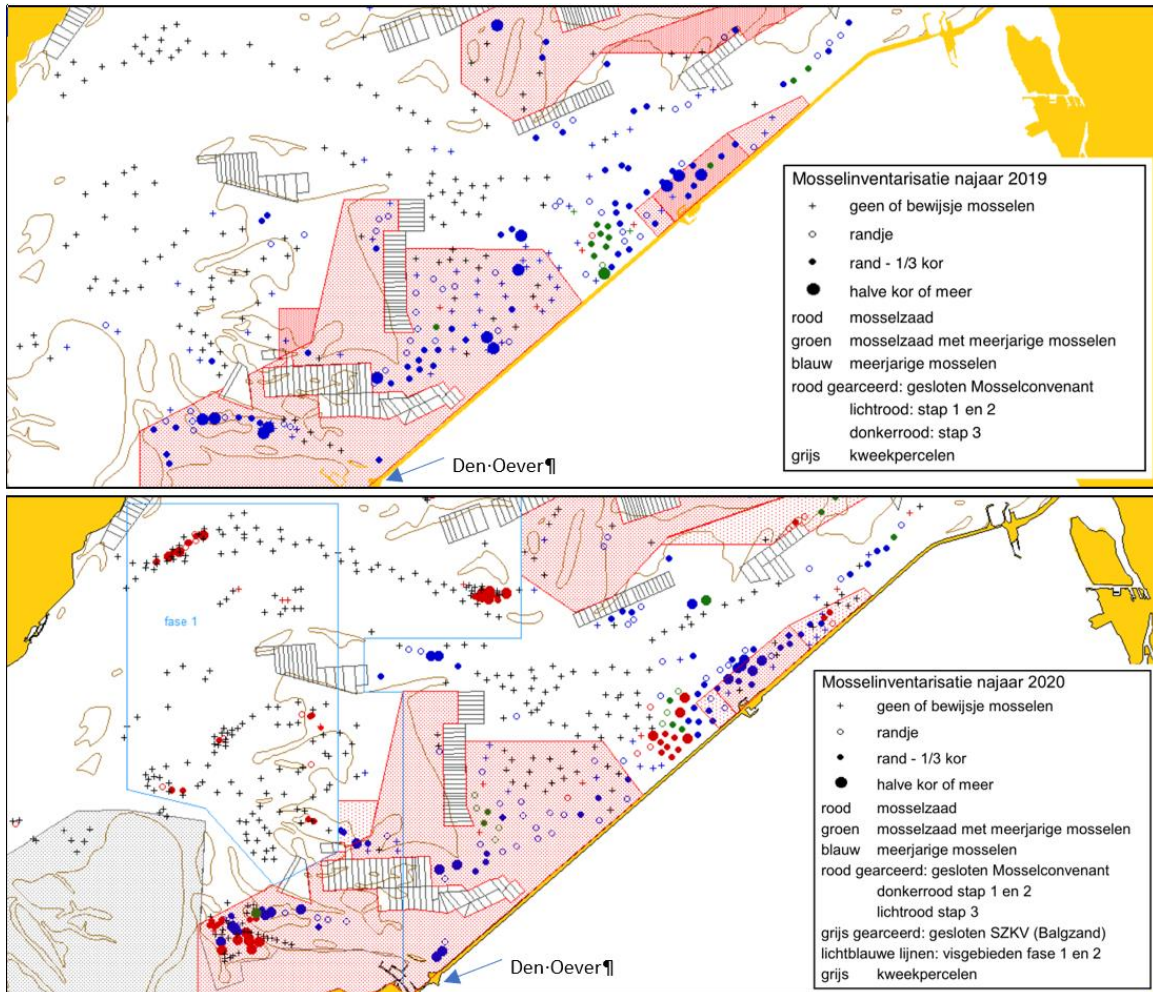 Mosselinventarisatie najaar 2019
+ geen of bewijsje mosselen
○ randje
● rand - 1/3 kor
● halve kor of meer
rood mosselzaad
groen mosselzaad met meerjarige mosselen
blauw meerjarige mosselen
rood gearceerd: gesloten Mosselconvenant
lichtrood: stap 1 en 2
donkerrood: stap 3
grijs kweekpercelen
Den·Oever¶
fase 1
Mosselinventarisatie najaar 2020
+ geen of bewijsje mosselen
○ randje
● rand - 1/3 kor
● halve kor of meer
rood mosselzaad
groen mosselzaad met meerjarige mosselen
blauw meerjarige mosselen
rood gearceerd: gesloten Mosselconvenant
donkerrood stap 1 en 2
lichtrood stap 3
grijs gearceerd: gesloten SZKV (Balgzand)
lichtblauwe lijnen: visgebieden fase 1 en 2
grijs kweekpercelen
Den·Oever¶